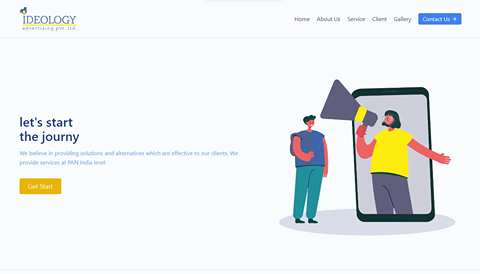 IDEOLOGY
advertising pvt. ltd.
Home About Us Service Client Gallery Contact Us →
let's start
the journy
We believe in providing solutions and alternatives which are effective to our clients. We
provide services at PAN India level
Get Start